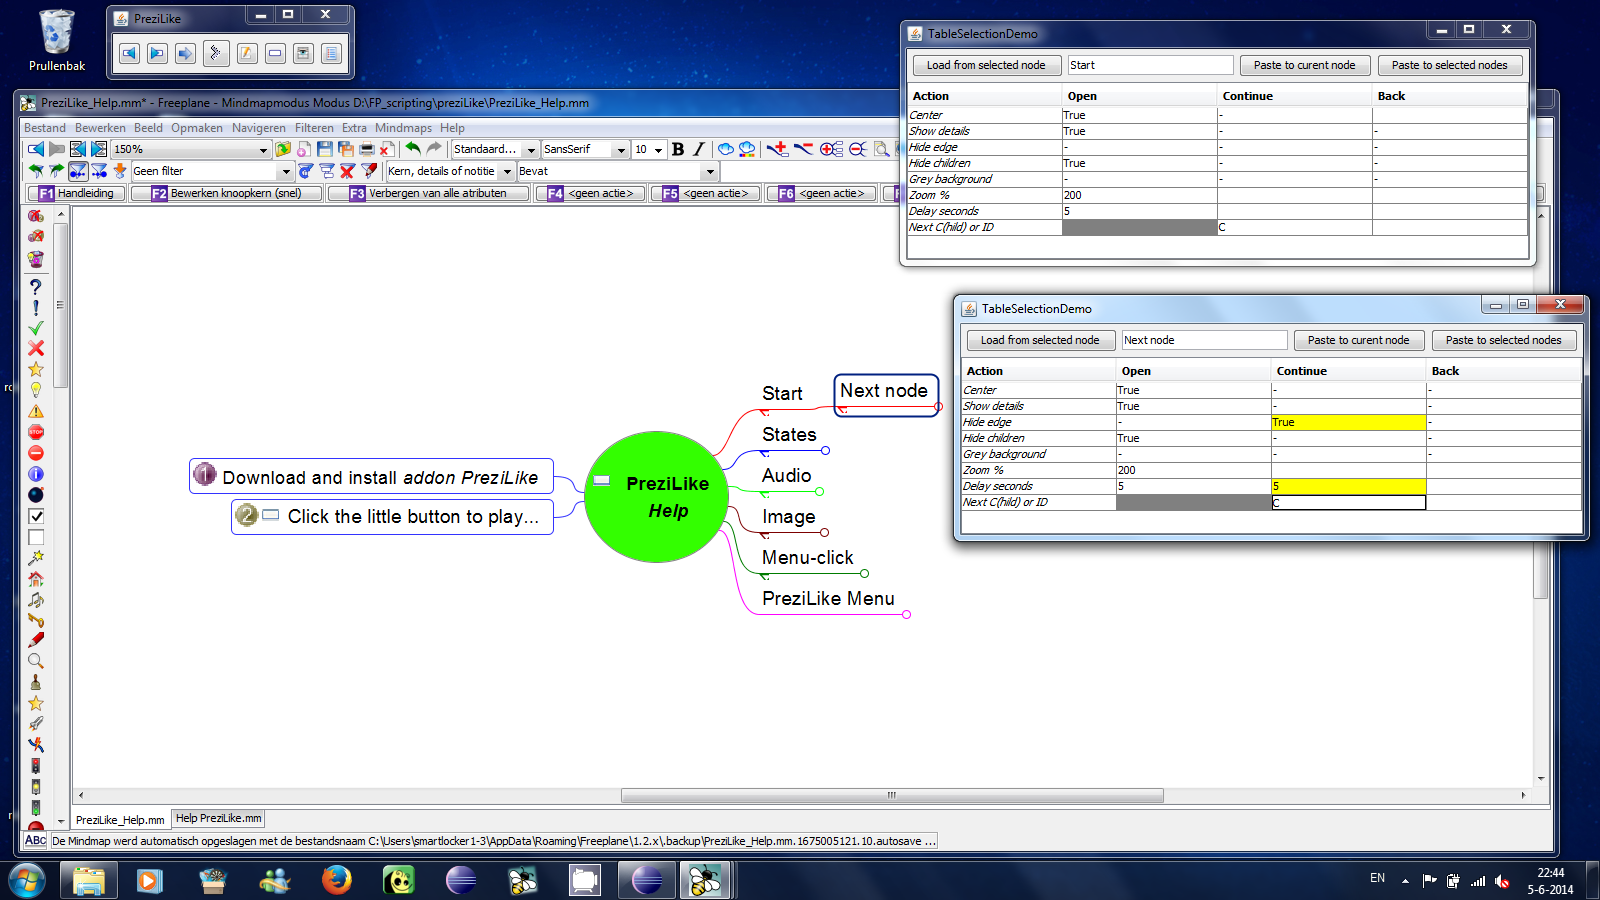 Prullenbak
PreziLike
PreziLike_Help.mm* - Freeplane - Mindmapmodus Modus D:\FP_scripting\preziLike\PreziLike_Help.mm
Bestand Bewerken Beeld Opmaken Navigeren Filteren Extra Mindmaps Help
150% Standaard... SansSerif 10 B I
Geen filter Kern, details of notitie Bevat
F1 Handleiding F2 Bewerken knoopkern (snel) F3 Verbergen van alle atributen F4 <geen actie> F5 <geen actie> F6 <geen actie>
TableSelectionDemo
Load from selected node Start Paste to curent node Paste to selected nodes
Action Open Continue Back
Center True -
Show details True - -
Hide edge - - -
Hide children True - -
Grey background - - -
Zoom % 200
Delay seconds 5
Next C(hild) or ID C
TableSelectionDemo
Load from selected node Next node Paste to curent node Paste to selected nodes
Action Open Continue Back
Center True - -
Show details True - -
Hide edge - True -
Hide children True - -
Grey background - - -
Zoom % 200
Delay seconds 5 5
Next C(hild) or ID C
Start Next node
States
Audio
Image
Menu-click
PreziLike Menu
PreziLike
Help
1 Download and install addon PreziLike
2 Click the little button to play...
STOP
PreziLike_Help.mm Help PreziLike.mm
ABC De Mindmap werd automatisch opgeslagen met de bestandsnaam C:\Users\smartlocker1-3\AppData\Roaming\Freeplane\1.2.x\.backup\PreziLike_Help.mm.1675005121.10.autosave ...
EN 22:44
5-6-2014